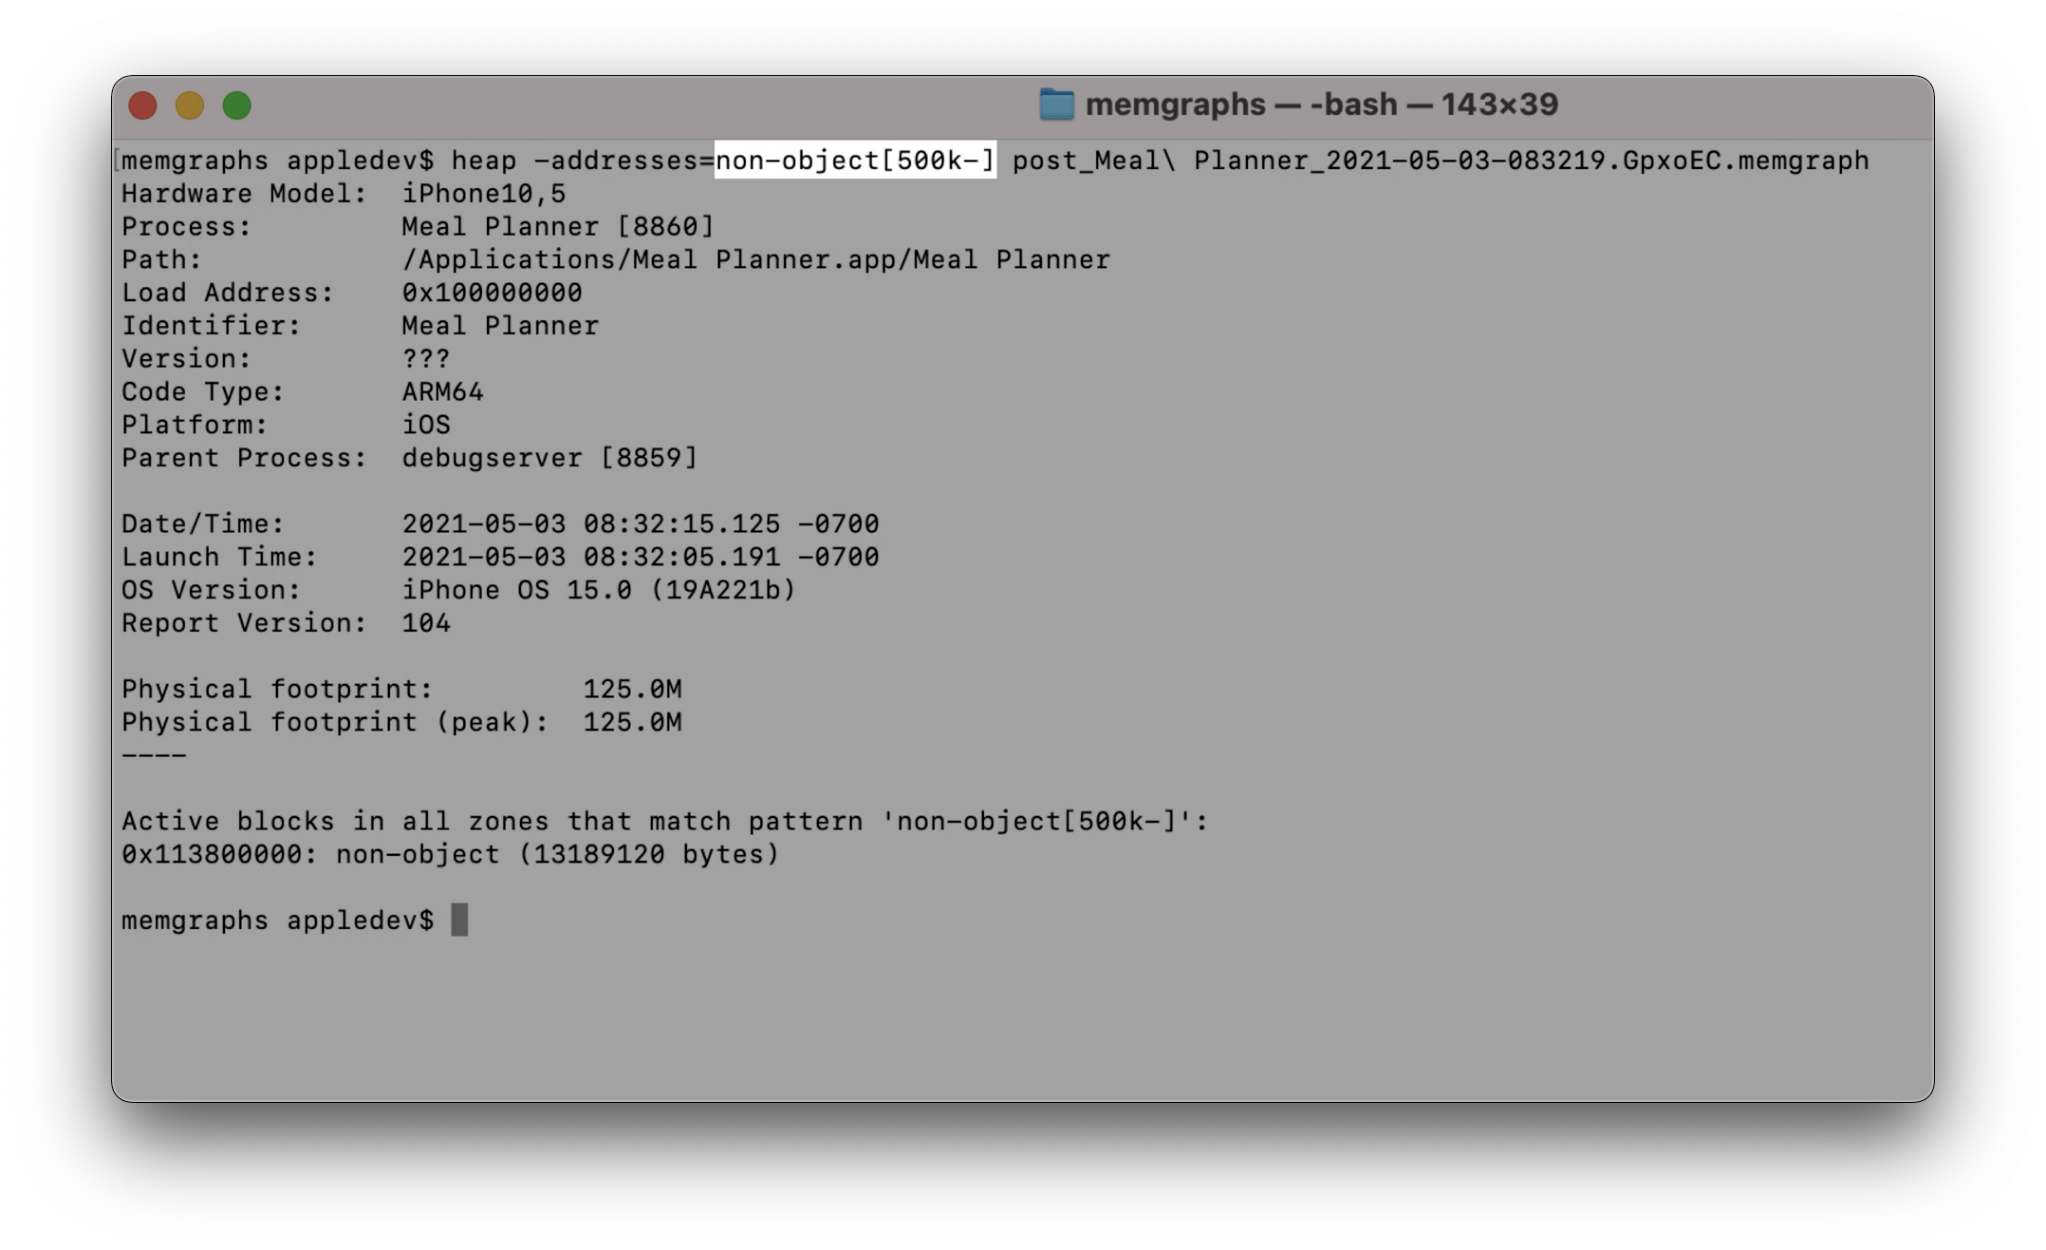 memgraphs — -bash — 143×39
[memgraphs appledev$ heap -addresses=non-object[500k-] post_Meal\ Planner_2021-05-03-083219.GpxoEC.memgraph
Hardware Model:  iPhone10,5
Process:         Meal Planner [8860]
Path:            /Applications/Meal Planner.app/Meal Planner
Load Address:    0x100000000
Identifier:      Meal Planner
Version:         ???
Code Type:       ARM64
Platform:        iOS
Parent Process:  debugserver [8859]

Date/Time:       2021-05-03 08:32:15.125 -0700
Launch Time:     2021-05-03 08:32:05.191 -0700
OS Version:      iPhone OS 15.0 (19A221b)
Report Version:  104

Physical footprint:         125.0M
Physical footprint (peak):  125.0M
----

Active blocks in all zones that match pattern 'non-object[500k-]':
0x113800000: non-object (13189120 bytes)

memgraphs appledev$